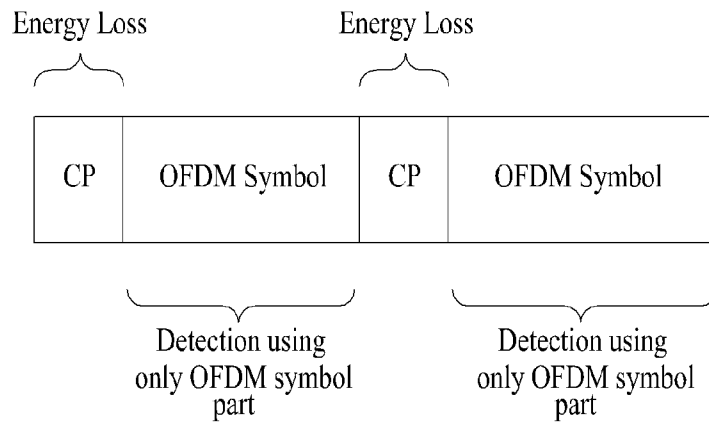 Energy Loss
Energy Loss
CP
OFDM Symbol
CP
OFDM Symbol
Detection using
only OFDM symbol
part
Detection using
only OFDM symbol
part